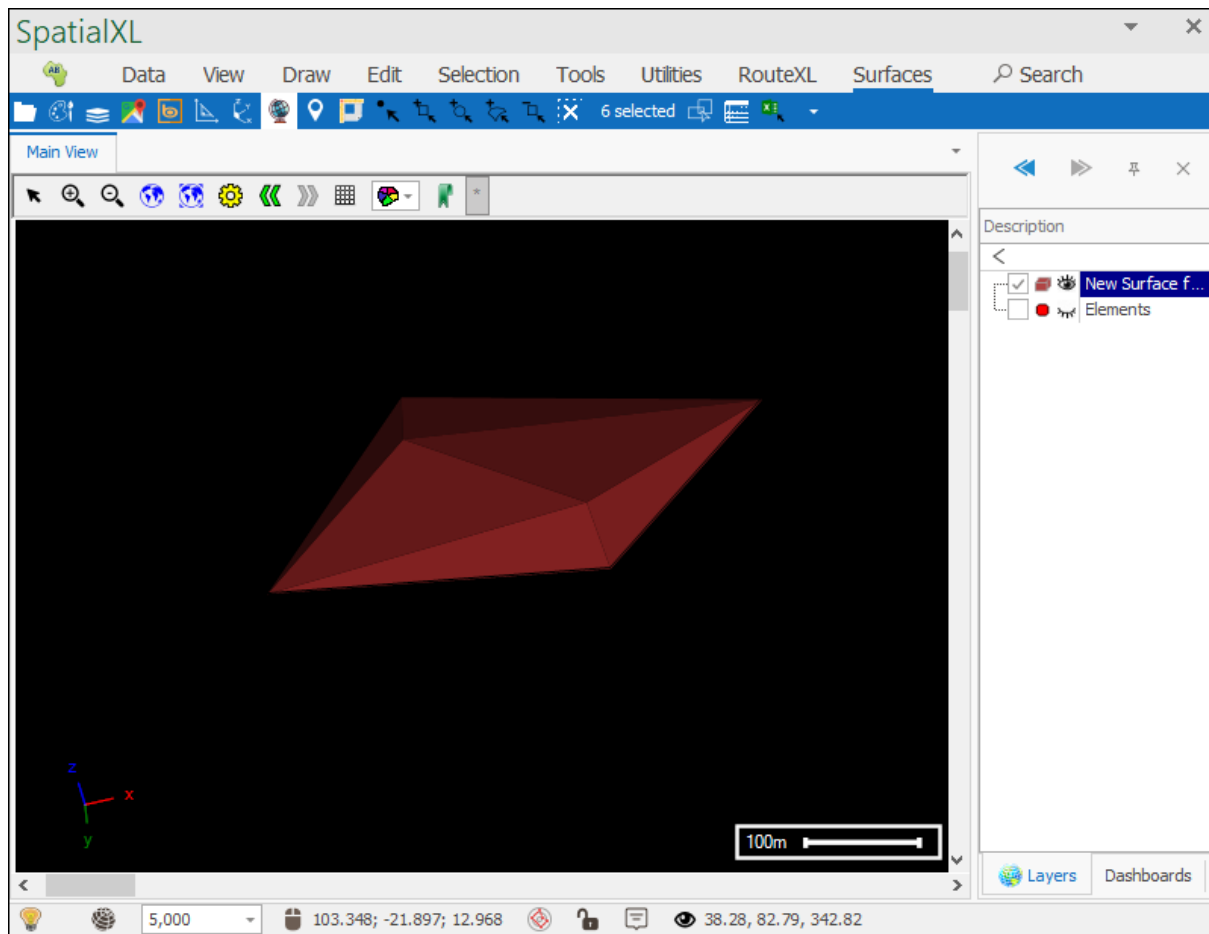 SpatialXL
AB Data View Draw Edit Selection Tools Utilities RouteXL Surfaces Search
6 selected
Main View
*
Description
New Surface f...
Elements
z
x
y
100m
Layers Dashboards
5,000 103.348; -21.897; 12.968 38.28, 82.79, 342.82